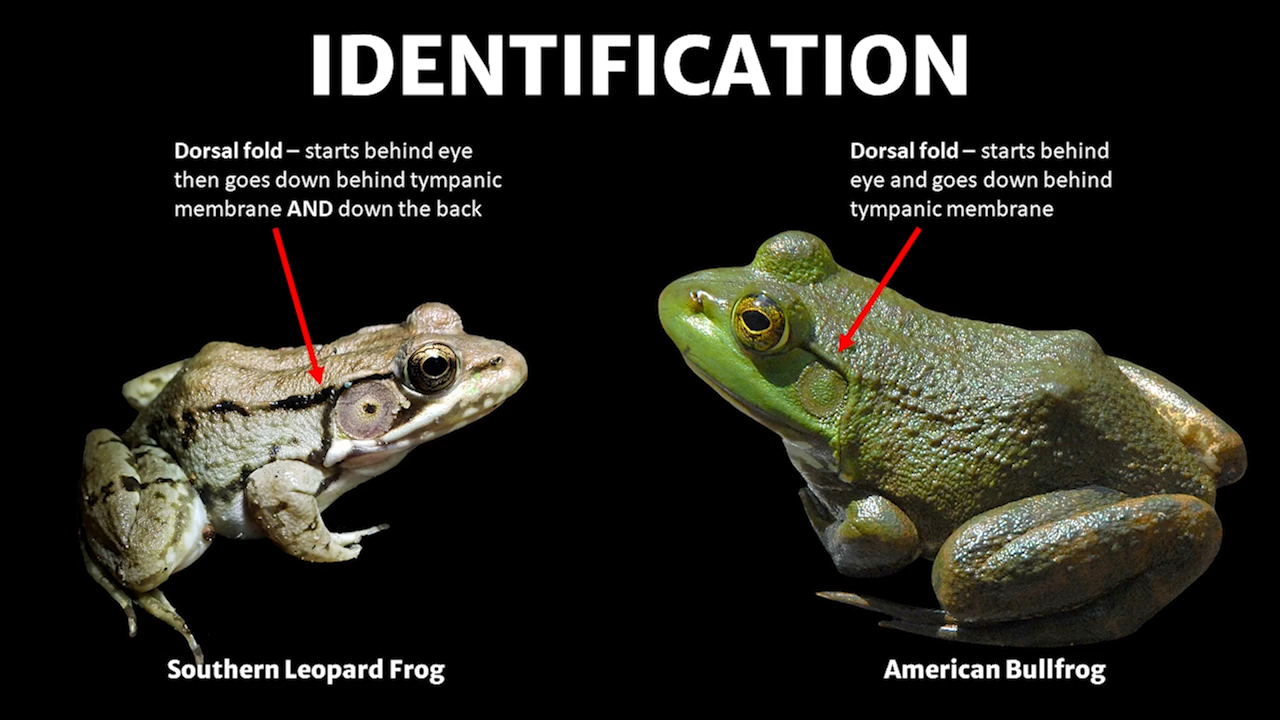 IDENTIFICATION
Dorsal fold – starts behind eye
then goes down behind tympanic
membrane AND down the back
Dorsal fold – starts behind
eye and goes down behind
tympanic membrane
Southern Leopard Frog
American Bullfrog